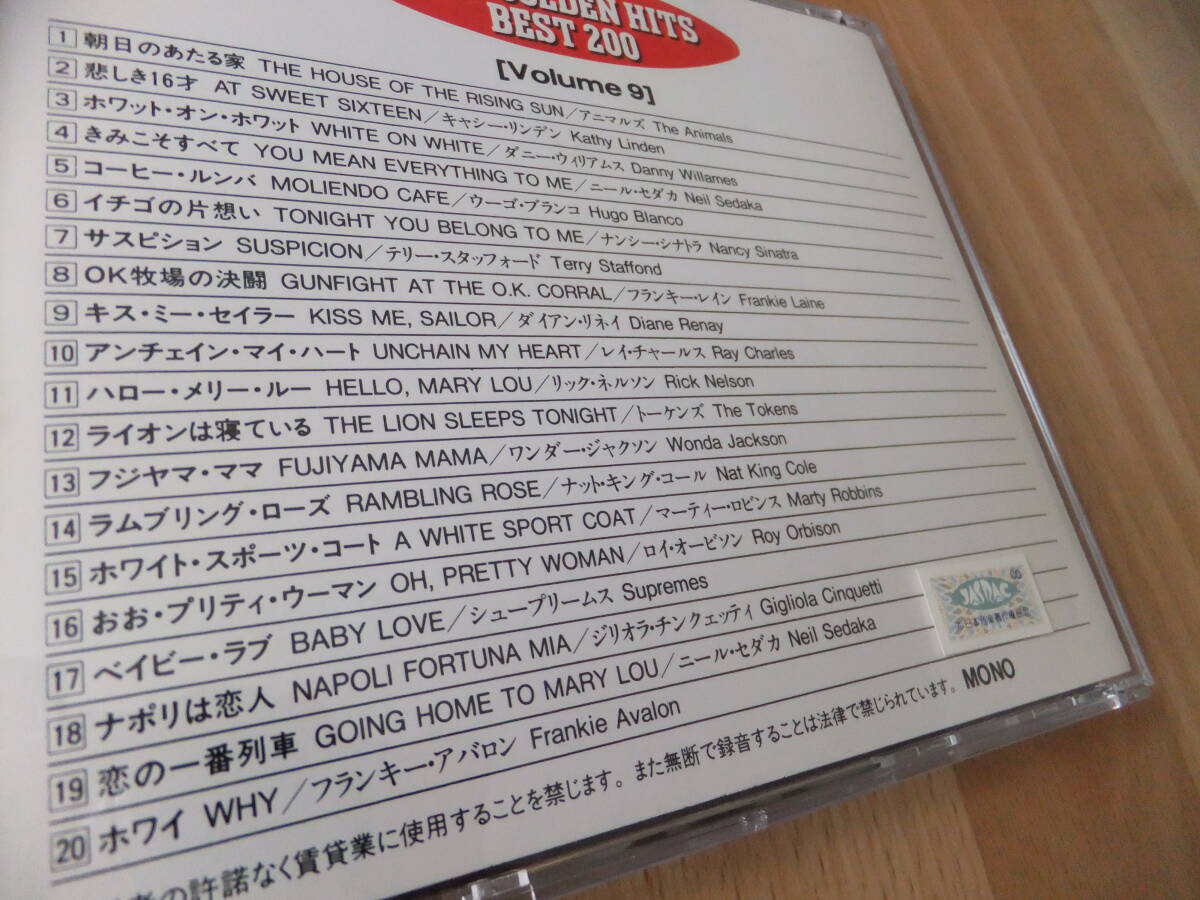 GOLDEN HITS
BEST 200
[Volume 9]
1 朝日のあたる家 THE HOUSE OF THE RISING SUN/アニマルズ The Animals
2 悲しき16才 AT SWEET SIXTEEN/キャシー・リンデン Kathy Linden
3 ホワット・オン・ホワット WHITE ON WHITE/ダニー・ウィリアムス Danny Willames
4 きみこそすべて YOU MEAN EVERYTHING TO ME/ニール・セダカ Neil Sedaka
5 コーヒー・ルンバ MOLIENDO CAFE/ウーゴ・ブランコ Hugo Blanco
6 イチゴの片想い TONIGHT YOU BELONG TO ME/ナンシー・シナトラ Nancy Sinatra
7 サスピション SUSPICION/テリー・スタッフォード Terry Staffond
8 OK牧場の決闘 GUNFIGHT AT THE O.K. CORRAL/フランキー・レイン Frankie Laine
9 キス・ミー・セイラー KISS ME, SAILOR/ダイアン・リネイ Diane Renay
10 アンチェイン・マイ・ハート UNCHAIN MY HEART/レイ・チャールス Ray Charles
11 ハロー・メリー・ルー HELLO, MARY LOU/リック・ネルソン Rick Nelson
12 ライオンは寝ている THE LION SLEEPS TONIGHT/トーケンズ The Tokens
13 フジヤマ・ママ FUJIYAMA MAMA/ワンダー・ジャクソン Wonda Jackson
14 ラムブリング・ローズ RAMBLING ROSE/ナット・キング・コール Nat King Cole
15 ホワイト・スポーツ・コート A WHITE SPORT COAT/マーティー・ロビンス Marty Robbins
16 おお・プリティ・ウーマン OH, PRETTY WOMAN/ロイ・オービソン Roy Orbison
17 ベイビー・ラブ BABY LOVE/シュープリームス Supremes
18 ナポリは恋人 NAPOLI FORTUNA MIA/ジリオラ・チンクェッティ Gigliola Cinquetti
19 恋の一番列車 GOING HOME TO MARY LOU/ニール・セダカ Neil Sedaka
20 ホワイ WHY/フランキー・アバロン Frankie Avalon
JASRAC
者の許諾なく賃貸業に使用することを禁じます。また無断で録音することは法律で禁じられています。 MONO